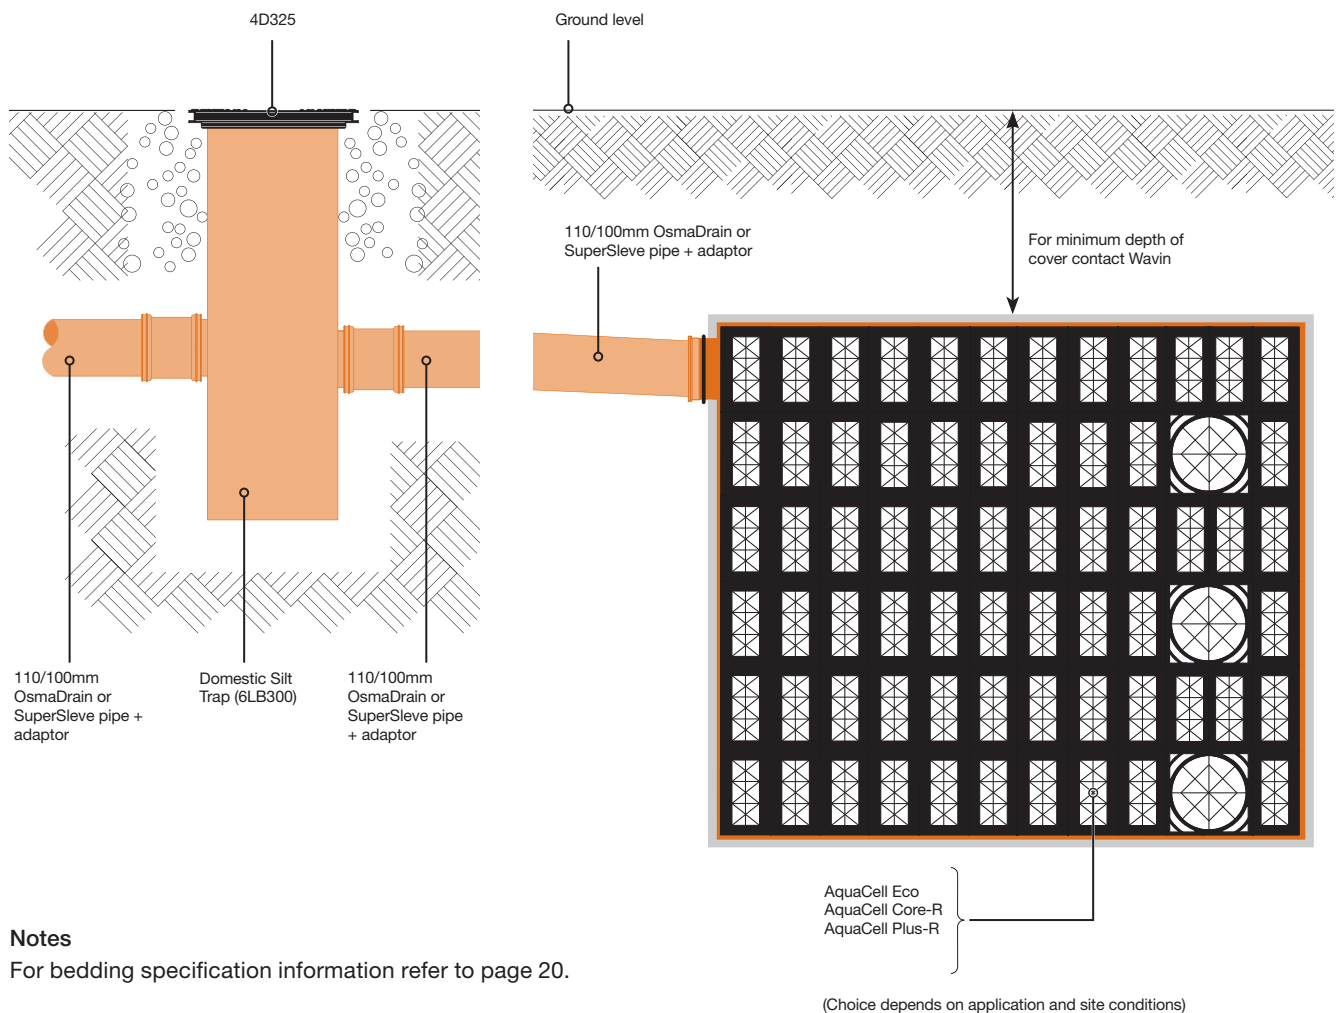 4D325
Ground level
110/100mm OsmaDrain or
SuperSleve pipe + adaptor
For minimum depth of
cover contact Wavin
110/100mm
OsmaDrain or
SuperSleve pipe +
adaptor
Domestic Silt
Trap (6LB300)
110/100mm
OsmaDrain or
SuperSleve pipe
+ adaptor
AquaCell Eco
AquaCell Core-R
AquaCell Plus-R
Notes
For bedding specification information refer to page 20.
(Choice depends on application and site conditions)